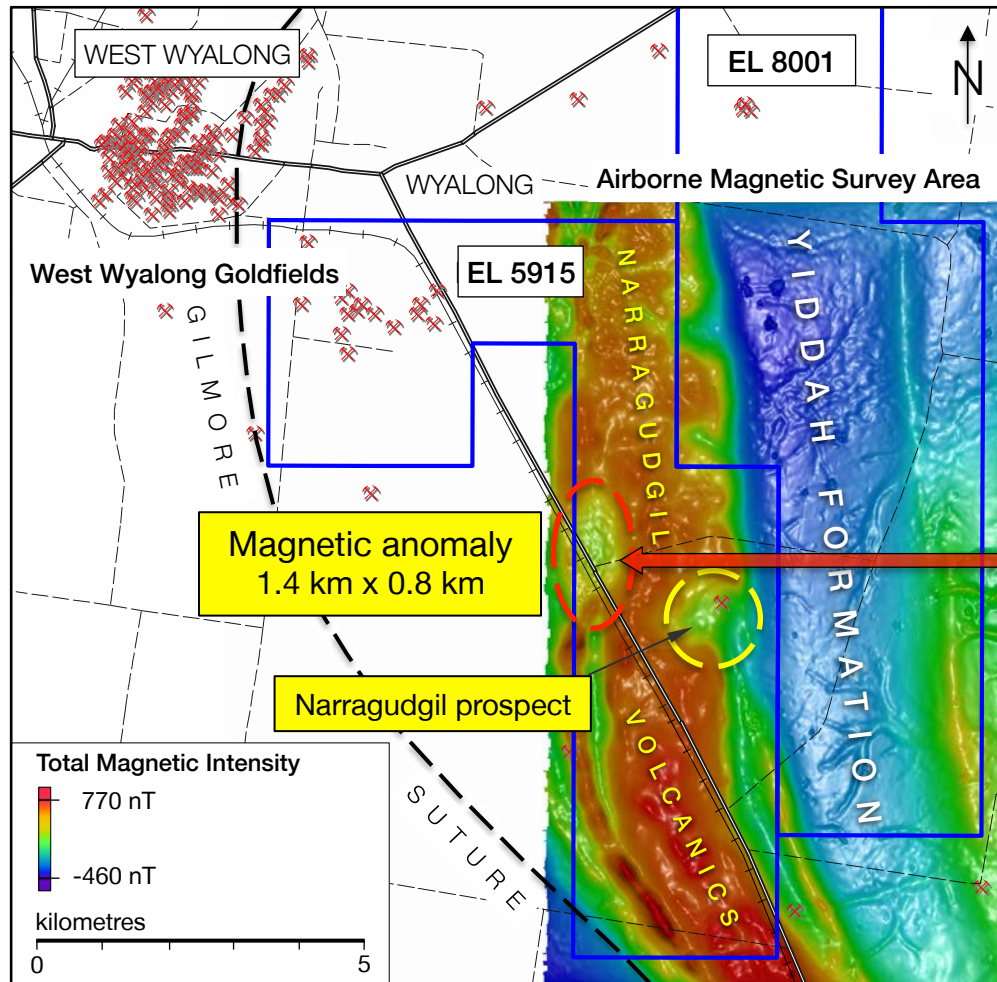 WEST WYALONG
EL 8001
N
WYALONG
Airborne Magnetic Survey Area
West Wyalong Goldfields
EL 5915
GILMORE
SUTURE
NARRAGUDGIL
VOLCANICS
YIDDAH FORMATION
Magnetic anomaly
1.4 km x 0.8 km
Narragudgil prospect
Total Magnetic Intensity
770 nT
-460 nT
kilometres
0 5